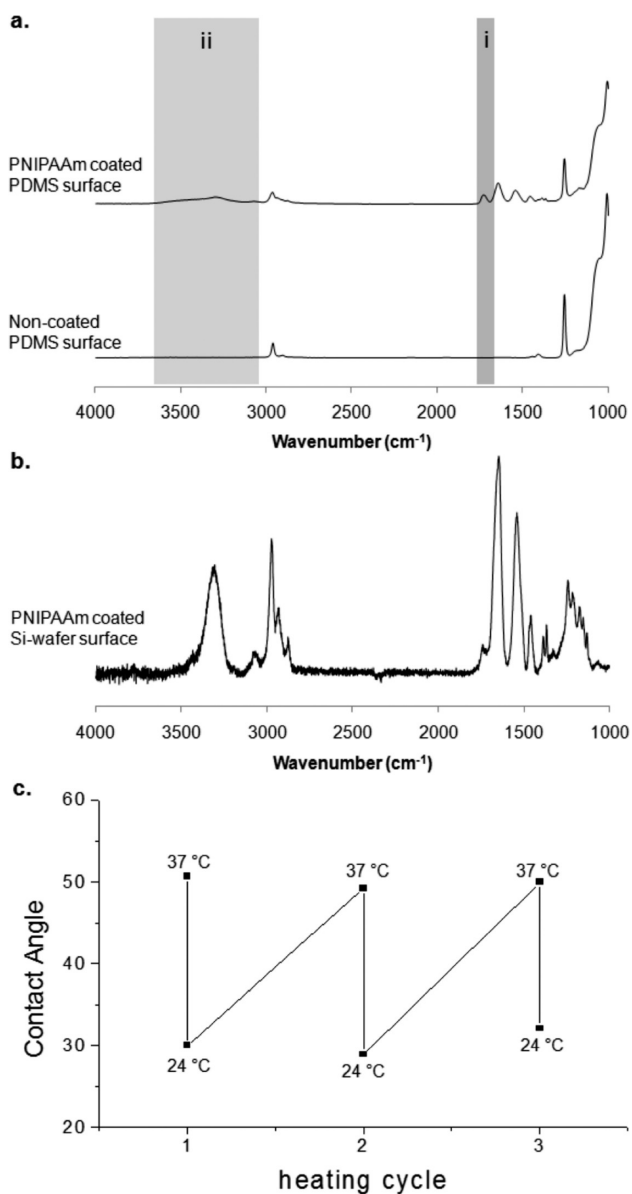 a.
ii
i
PNIPAAm coated
PDMS surface
Non-coated
PDMS surface
4000 3500 3000 2500 2000 1500 1000
Wavenumber (cm-1)
b.
PNIPAAm coated
Si-wafer surface
4000 3500 3000 2500 2000 1500 1000
Wavenumber (cm-1)
c.
60
50
40
30
20
Contact Angle
37 °C
37 °C
37 °C
24 °C
24 °C
24 °C
1 2 3
heating cycle